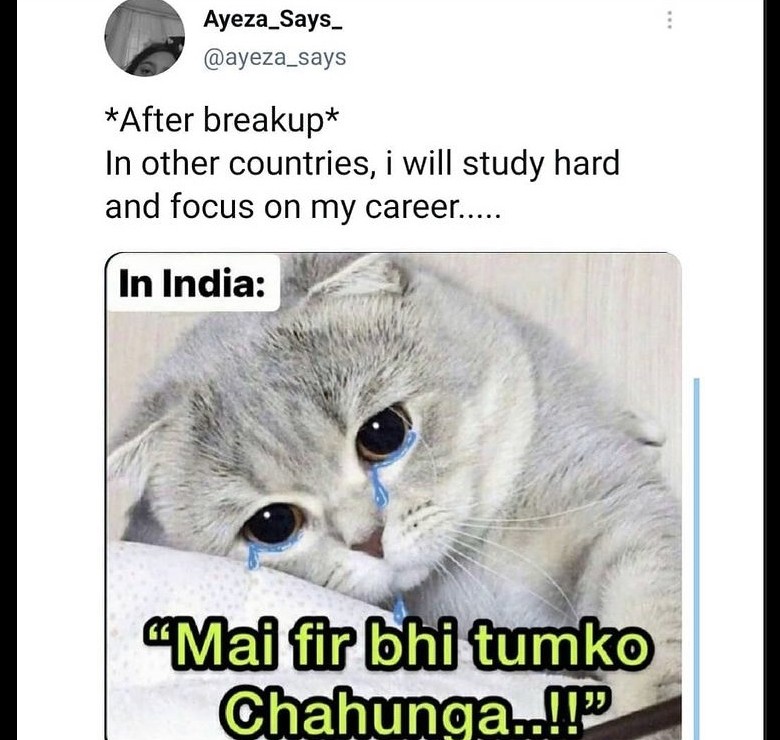 Ayeza_Says_
@ayeza_says
*After breakup*
In other countries, i will study hard
and focus on my career.....
In India:
“Mai fir bhi tumko
Chahunga..!!”